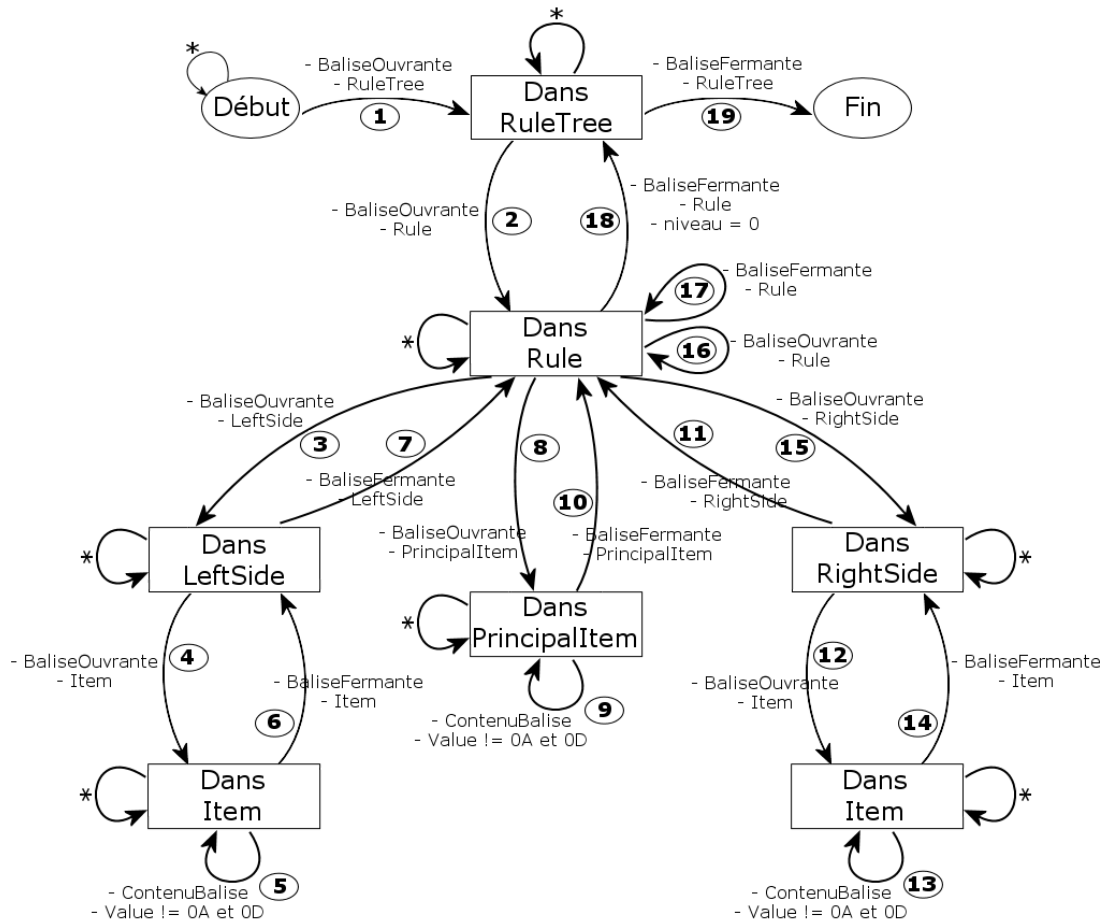 *
*
- BaliseOuvrante
- RuleTree
- BaliseFermante
- RuleTree
Début
1
Dans
RuleTree
19
Fin
- BaliseOuvrante
- Rule
2
18
- BaliseFermante
- Rule
- niveau = 0
17
- BaliseFermante
- Rule
*
Dans
Rule
16
- BaliseOuvrante
- Rule
- BaliseOuvrante
- LeftSide
3
7
8
11
15
- BaliseOuvrante
- RightSide
- BaliseFermante
- LeftSide
10
- BaliseFermante
- RightSide
- BaliseOuvrante
- PrincipalItem
- BaliseFermante
- PrincipalItem
*
Dans
LeftSide
Dans
RightSide
*
*
Dans
PrincipalItem
4
- BaliseOuvrante
- Item
- BaliseFermante
- Item
6
9
- ContenuBalise
- Value != 0A et 0D
12
- BaliseOuvrante
- Item
- BaliseFermante
- Item
14
*
Dans
Item
Dans
Item
*
- ContenuBalise
- Value != 0A et 0D
5
- ContenuBalise
- Value != 0A et 0D
13